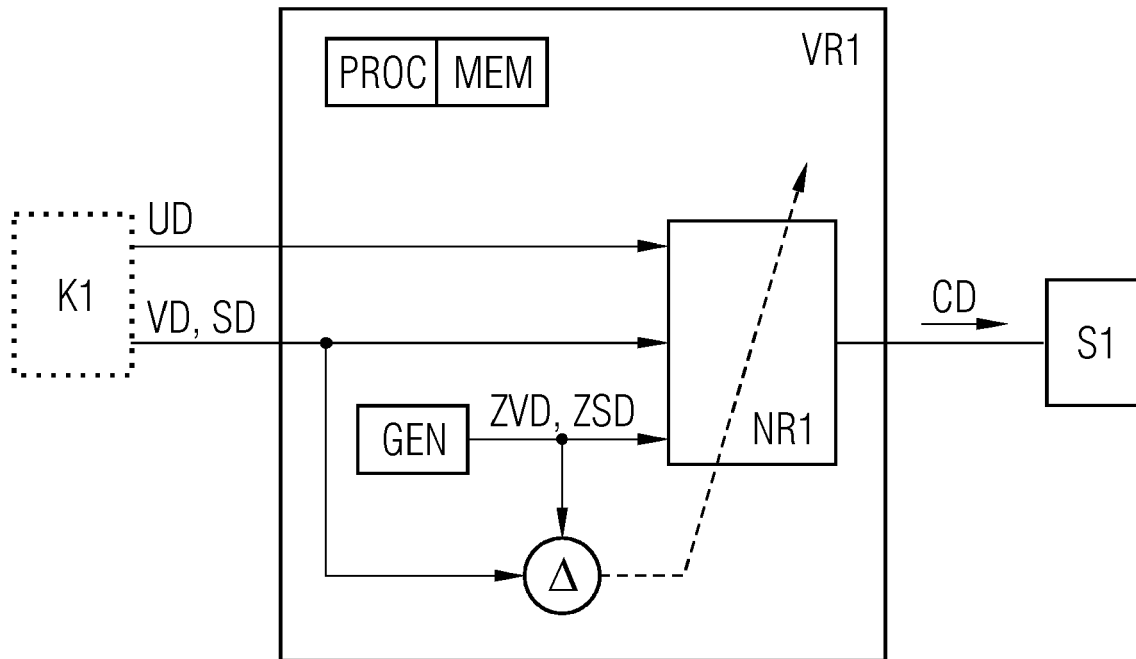 VR1
PROC MEM
UD
K1
VD, SD
CD
S1
ZVD, ZSD
GEN
NR1
Δ